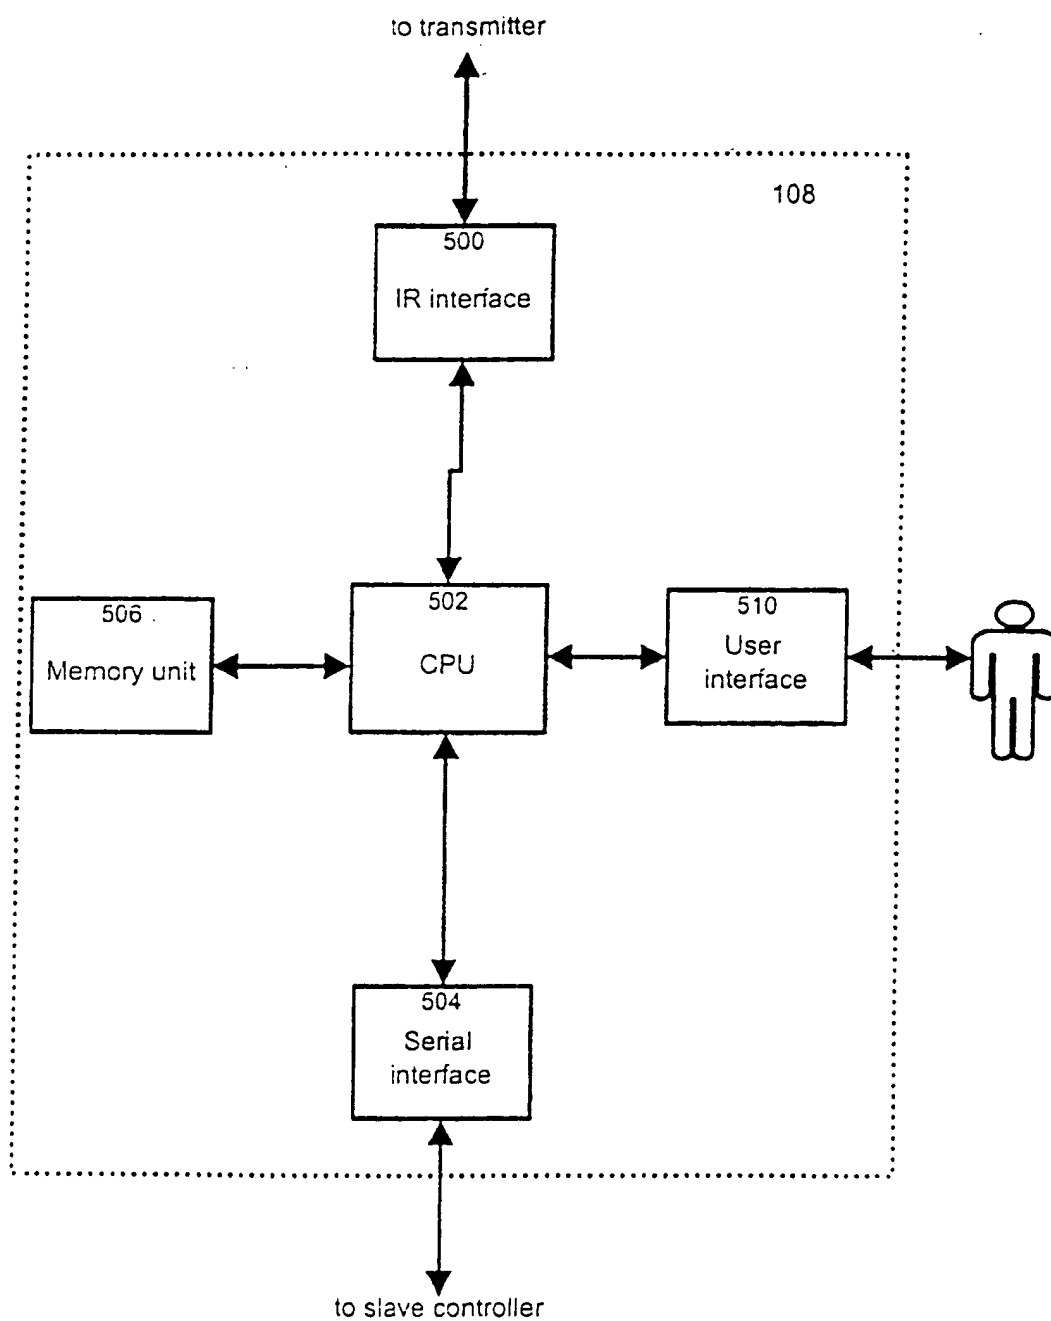 to transmitter
108
500
IR interface
506
Memory unit
502
CPU
510
User
interface
504
Serial
interface
to slave controller